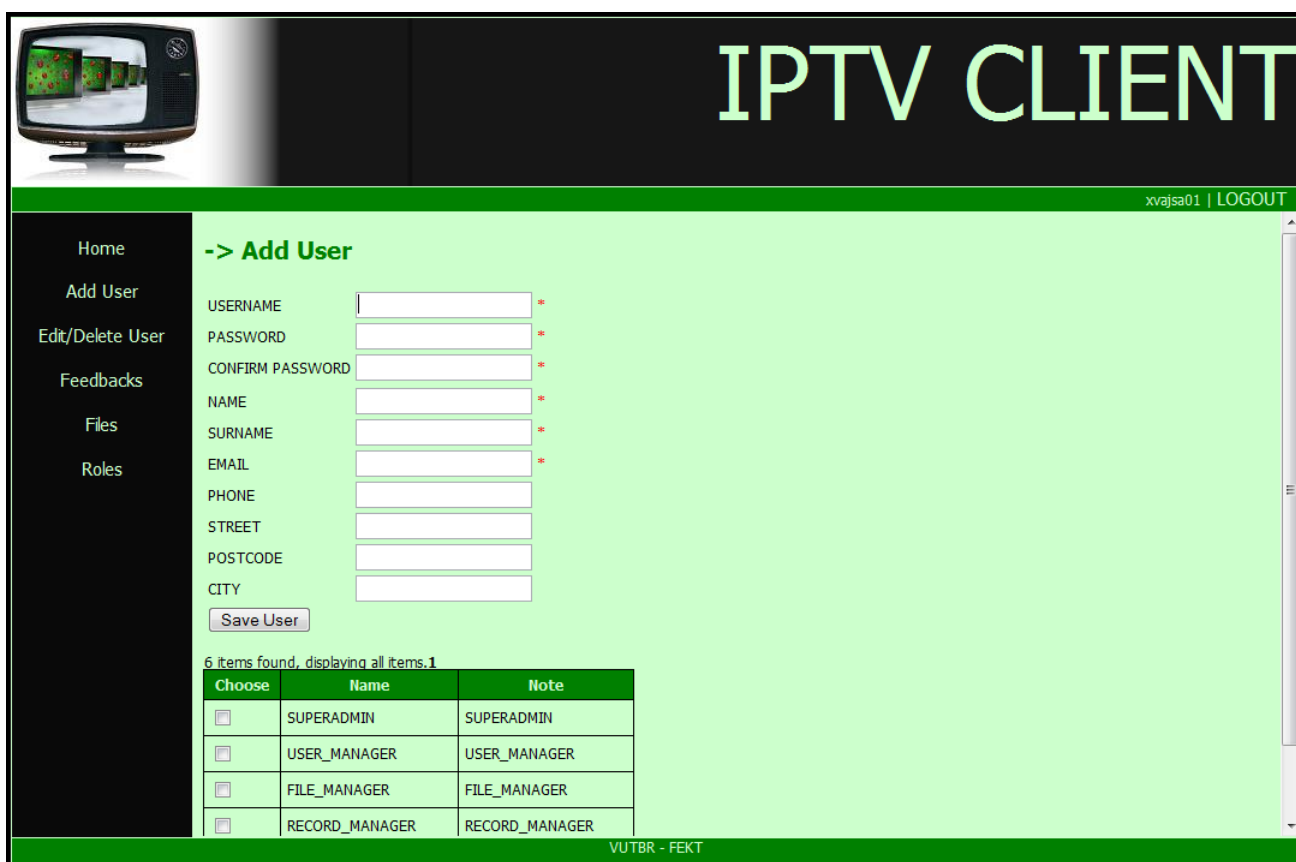 IPTV CLIENT
xvajsa01 | LOGOUT
Home
Add User
Edit/Delete User
Feedbacks
Files
Roles
-> Add User
USERNAME *
PASSWORD *
CONFIRM PASSWORD *
NAME *
SURNAME *
EMAIL *
PHONE
STREET
POSTCODE
CITY
Save User
6 items found, displaying all items.1
Choose Name Note
SUPERADMIN SUPERADMIN
USER_MANAGER USER_MANAGER
FILE_MANAGER FILE_MANAGER
RECORD_MANAGER RECORD_MANAGER
VUTBR - FEKT